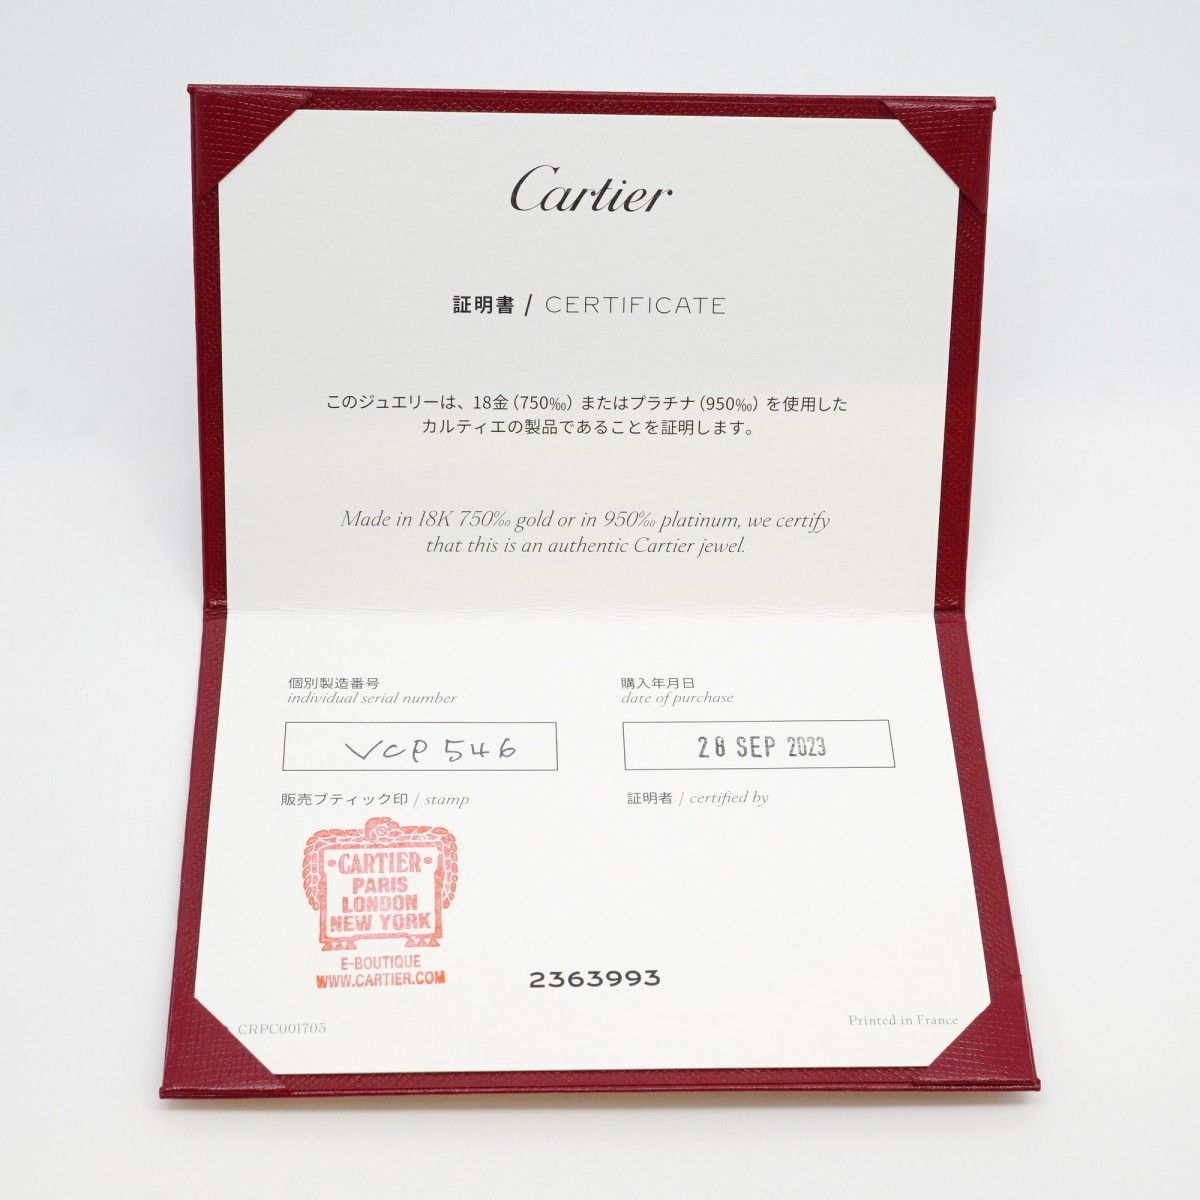 Cartier
証明書 / CERTIFICATE
このジュエリーは、18金(750‰)またはプラチナ(950‰)を使用した
カルティエの製品であることを証明します。
Made in 18K 750‰ gold or in 950‰ platinum, we certify
that this is an authentic Cartier jewel.
個別製造番号
individual serial number
VCP546
購入年月日
date of purchase
28 SEP 2023
販売ブティック印 / stamp
証明者 / certified by
·CARTIER·
PARIS
LONDON
NEW YORK
E-BOUTIQUE
WWW.CARTIER.COM
2363993
CRPC001705
Printed in France